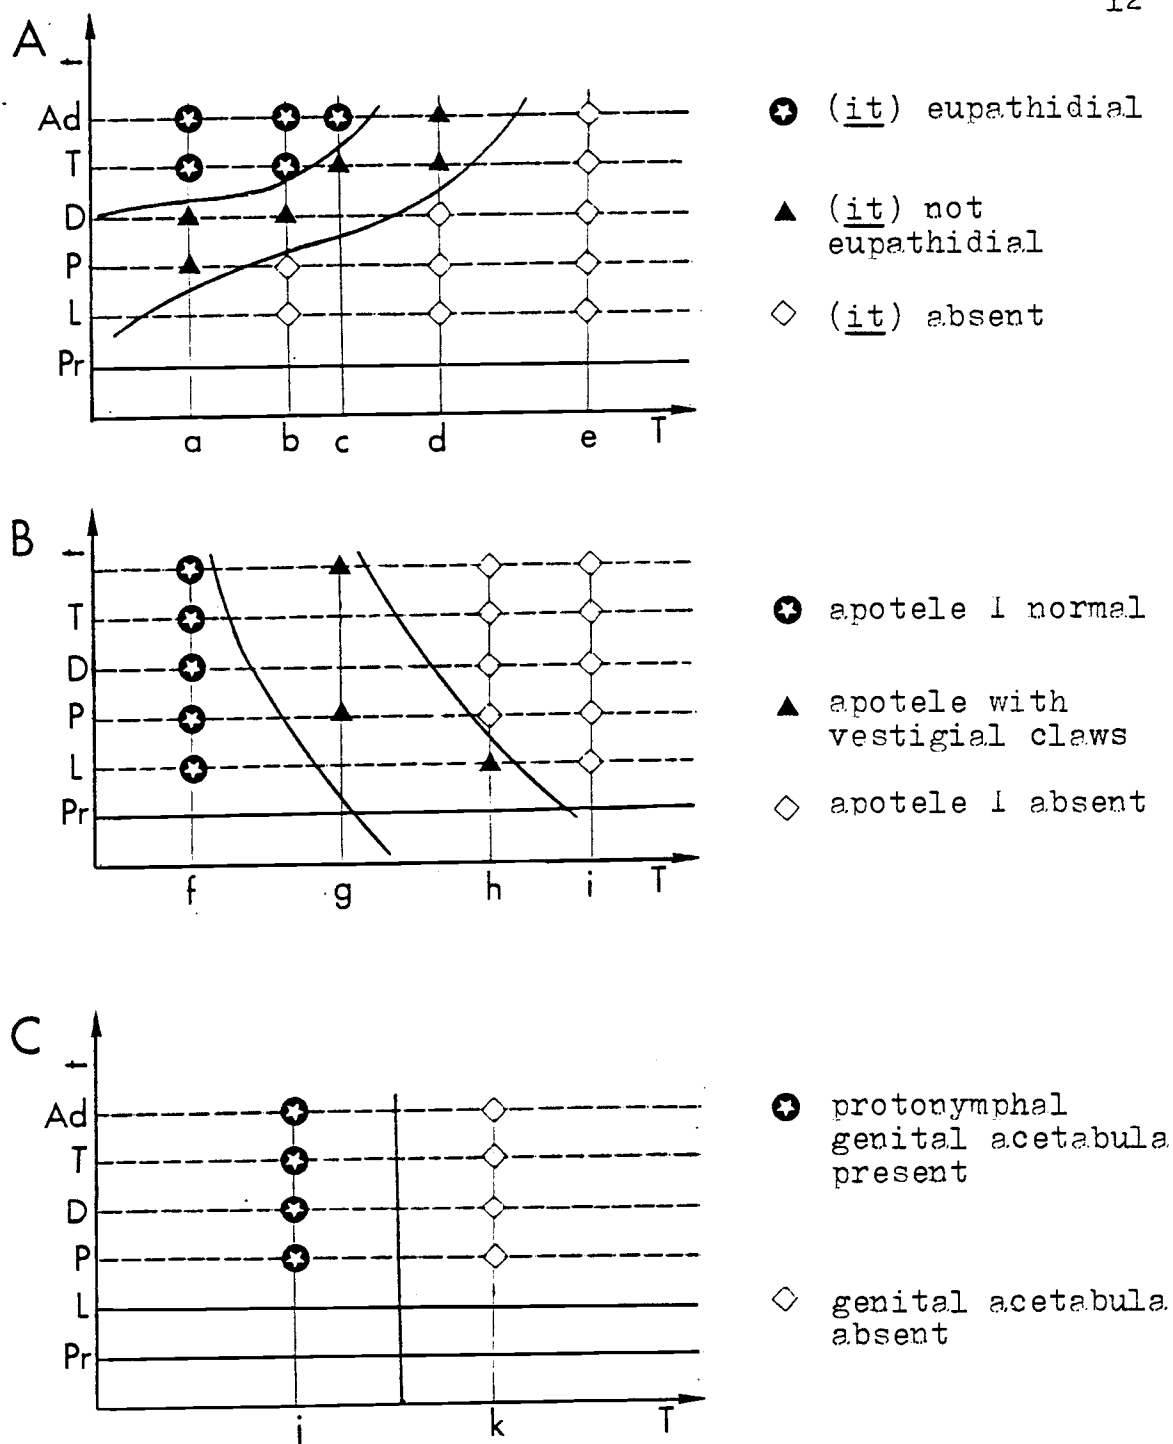 12
A
t
Ad
T
D
P
L
Pr
a b c d e T
(it) eupathidial
(it) not
eupathidial
(it) absent
B
t
T
D
P
L
Pr
f g h i T
apotele I normal
apotele with
vestigial claws
apotele I absent
C
t
Ad
T
D
P
L
Pr
j k T
protonymphal
genital acetabula
present
genital acetabula
absent